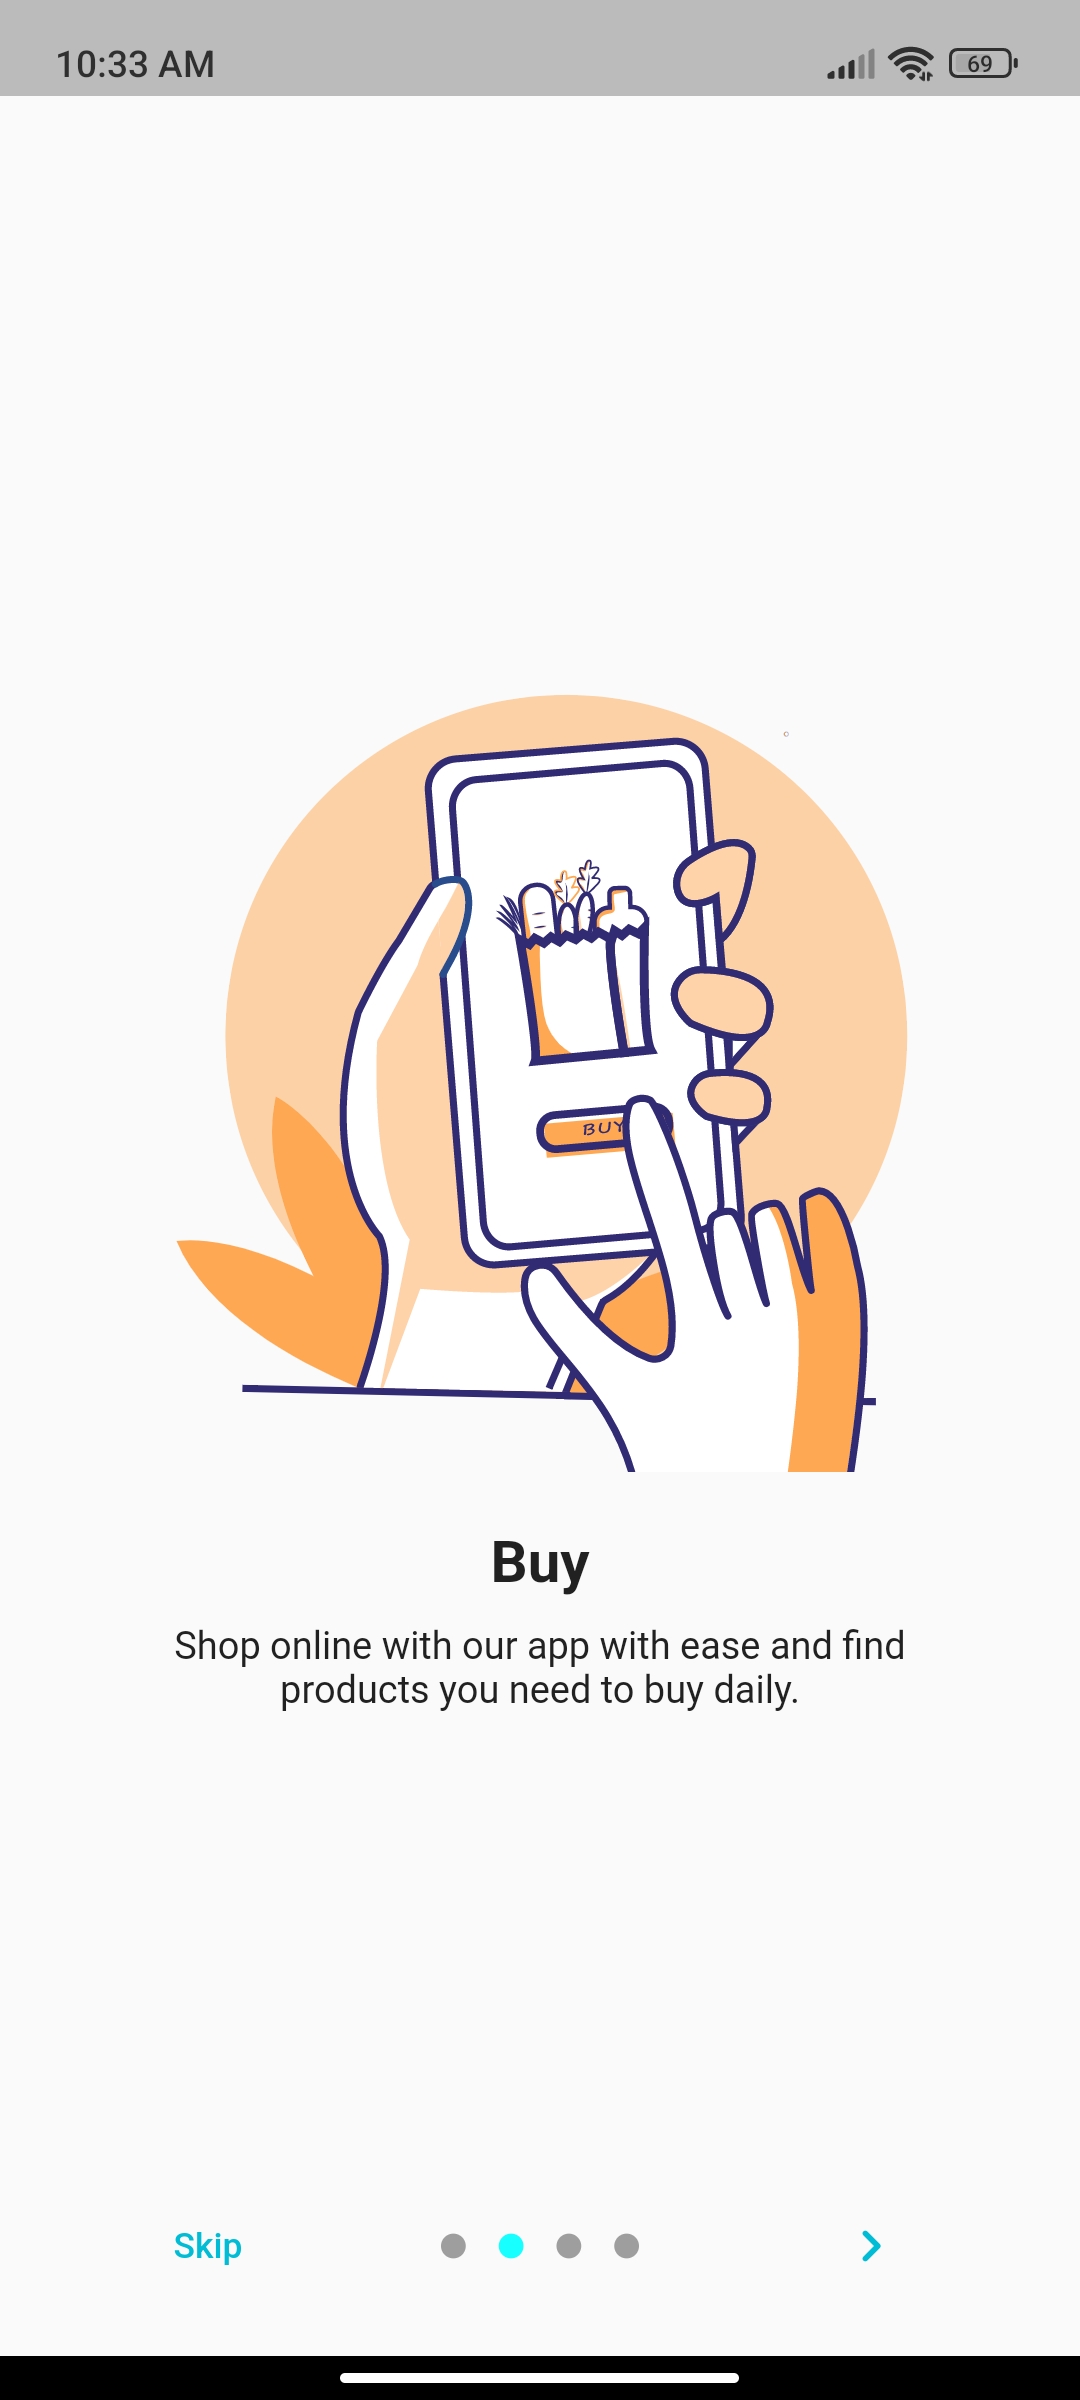 10:33 AM
69
BUY
Buy
Shop online with our app with ease and find
products you need to buy daily.
Skip